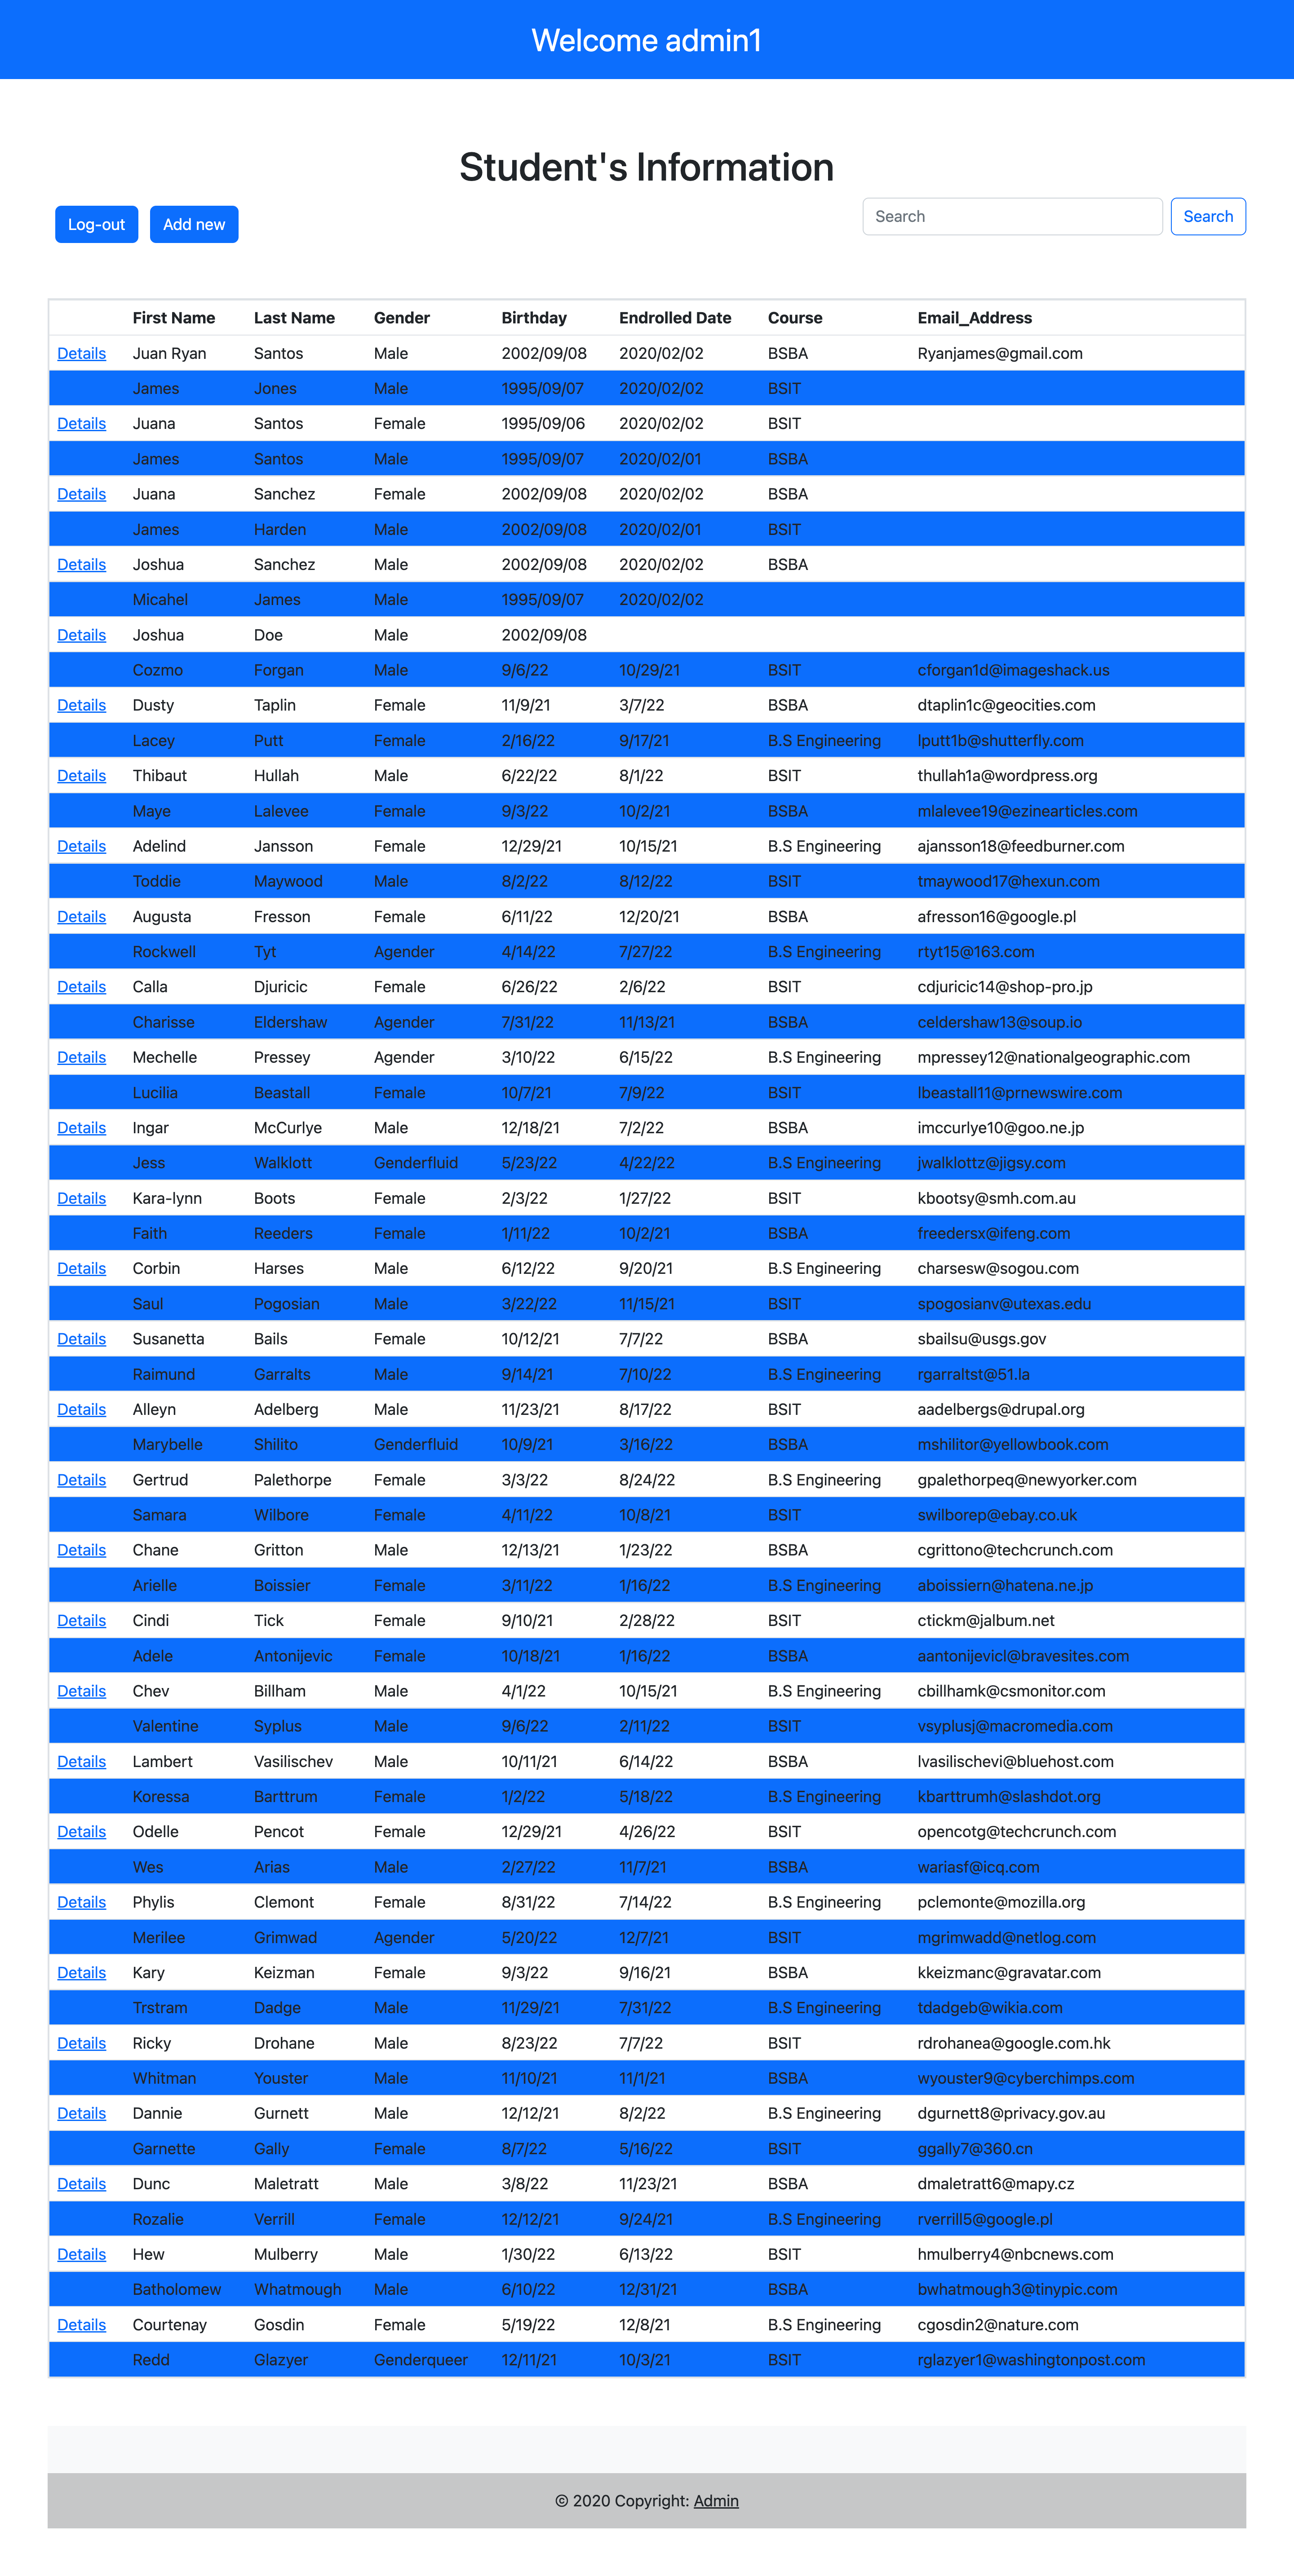 Welcome admin1
Student's Information
Log-out Add new Search Search
First Name Last Name Gender Birthday Endrolled Date Course Email_Address
Details Juan Ryan Santos Male 2002/09/08 2020/02/02 BSBA Ryanjames@gmail.com
James Jones Male 1995/09/07 2020/02/02 BSIT
Details Juana Santos Female 1995/09/06 2020/02/02 BSIT
James Santos Male 1995/09/07 2020/02/01 BSBA
Details Juana Sanchez Female 2002/09/08 2020/02/02 BSBA
James Harden Male 2002/09/08 2020/02/01 BSIT
Details Joshua Sanchez Male 2002/09/08 2020/02/02 BSBA
Micahel James Male 1995/09/07 2020/02/02
Details Joshua Doe Male 2002/09/08
Cozmo Forgan Male 9/6/22 10/29/21 BSIT cforgan1d@imageshack.us
Details Dusty Taplin Female 11/9/21 3/7/22 BSBA dtaplin1c@geocities.com
Lacey Putt Female 2/16/22 9/17/21 B.S Engineering lputt1b@shutterfly.com
Details Thibaut Hullah Male 6/22/22 8/1/22 BSIT thullah1a@wordpress.org
Maye Lalevee Female 9/3/22 10/2/21 BSBA mlalevee19@ezinearticles.com
Details Adelind Jansson Female 12/29/21 10/15/21 B.S Engineering ajansson18@feedburner.com
Toddie Maywood Male 8/2/22 8/12/22 BSIT tmaywood17@hexun.com
Details Augusta Fresson Female 6/11/22 12/20/21 BSBA afresson16@google.pl
Rockwell Tyt Agender 4/14/22 7/27/22 B.S Engineering rtyt15@163.com
Details Calla Djuricic Female 6/26/22 2/6/22 BSIT cdjuricic14@shop-pro.jp
Charisse Eldershaw Agender 7/31/22 11/13/21 BSBA celdershaw13@soup.io
Details Mechelle Pressey Agender 3/10/22 6/15/22 B.S Engineering mpressey12@nationalgeographic.com
Lucilia Beastall Female 10/7/21 7/9/22 BSIT lbeastall11@prnewswire.com
Details Ingar McCurlye Male 12/18/21 7/2/22 BSBA imccurlye10@goo.ne.jp
Jess Walklott Genderfluid 5/23/22 4/22/22 B.S Engineering jwalklottz@jigsy.com
Details Kara-lynn Boots Female 2/3/22 1/27/22 BSIT kbootsy@smh.com.au
Faith Reeders Female 1/11/22 10/2/21 BSBA freedersx@ifeng.com
Details Corbin Harses Male 6/12/22 9/20/21 B.S Engineering charsesw@sogou.com
Saul Pogosian Male 3/22/22 11/15/21 BSIT spogosianv@utexas.edu
Details Susanetta Bails Female 10/12/21 7/7/22 BSBA sbailsu@usgs.gov
Raimund Garralts Male 9/14/21 7/10/22 B.S Engineering rgarraltst@51.la
Details Alleyn Adelberg Male 11/23/21 8/17/22 BSIT aadelbergs@drupal.org
Marybelle Shilito Genderfluid 10/9/21 3/16/22 BSBA mshilitor@yellowbook.com
Details Gertrud Palethorpe Female 3/3/22 8/24/22 B.S Engineering gpalethorpeq@newyorker.com
Samara Wilbore Female 4/11/22 10/8/21 BSIT swilborep@ebay.co.uk
Details Chane Gritton Male 12/13/21 1/23/22 BSBA cgrittono@techcrunch.com
Arielle Boissier Female 3/11/22 1/16/22 B.S Engineering aboissiern@hatena.ne.jp
Details Cindi Tick Female 9/10/21 2/28/22 BSIT ctickm@jalbum.net
Adele Antonijevic Female 10/18/21 1/16/22 BSBA aantonijevicl@bravesites.com
Details Chev Billham Male 4/1/22 10/15/21 B.S Engineering cbillhamk@csmonitor.com
Valentine Syplus Male 9/6/22 2/11/22 BSIT vsyplusj@macromedia.com
Details Lambert Vasilischev Male 10/11/21 6/14/22 BSBA lvasilischevi@bluehost.com
Koressa Barttrum Female 1/2/22 5/18/22 B.S Engineering kbarttrumh@slashdot.org
Details Odelle Pencot Female 12/29/21 4/26/22 BSIT opencotg@techcrunch.com
Wes Arias Male 2/27/22 11/7/21 BSBA wariasf@icq.com
Details Phylis Clemont Female 8/31/22 7/14/22 B.S Engineering pclemonte@mozilla.org
Merilee Grimwad Agender 5/20/22 12/7/21 BSIT mgrimwadd@netlog.com
Details Kary Keizman Female 9/3/22 9/16/21 BSBA kkeizmanc@gravatar.com
Trstram Dadge Male 11/29/21 7/31/22 B.S Engineering tdadgeb@wikia.com
Details Ricky Drohane Male 8/23/22 7/7/22 BSIT rdrohanea@google.com.hk
Whitman Youster Male 11/10/21 11/1/21 BSBA wyouster9@cyberchimps.com
Details Dannie Gurnett Male 12/12/21 8/2/22 B.S Engineering dgurnett8@privacy.gov.au
Garnette Gally Female 8/7/22 5/16/22 BSIT ggally7@360.cn
Details Dunc Maletratt Male 3/8/22 11/23/21 BSBA dmaletratt6@mapy.cz
Rozalie Verrill Female 12/12/21 9/24/21 B.S Engineering rverrill5@google.pl
Details Hew Mulberry Male 1/30/22 6/13/22 BSIT hmulberry4@nbcnews.com
Batholomew Whatmough Male 6/10/22 12/31/21 BSBA bwhatmough3@tinypic.com
Details Courtenay Gosdin Female 5/19/22 12/8/21 B.S Engineering cgosdin2@nature.com
Redd Glazyer Genderqueer 12/11/21 10/3/21 BSIT rglazyer1@washingtonpost.com
© 2020 Copyright: Admin